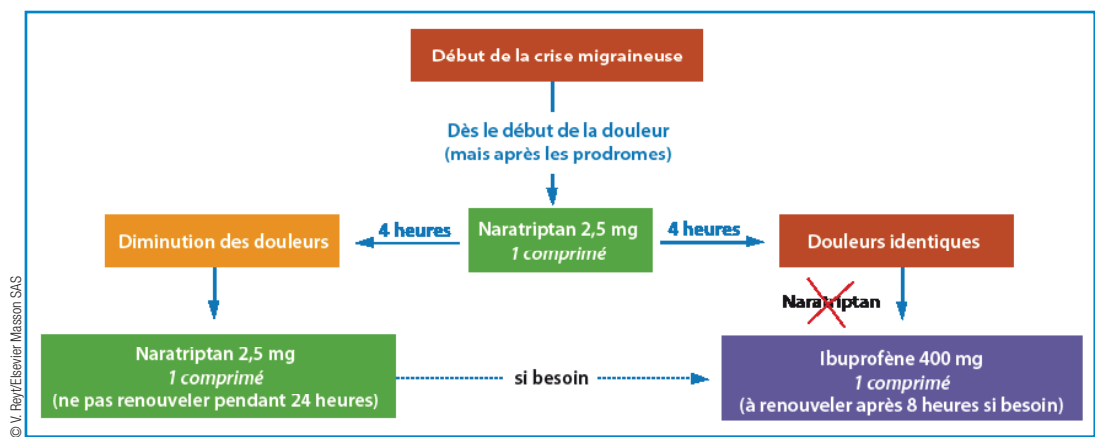 Début de la crise migraineuse
Dès le début de la douleur
(mais après les prodromes)
Diminution des douleurs
4 heures
Naratriptan 2,5 mg
1 comprimé
4 heures
Douleurs identiques
Naratriptan
Naratriptan 2,5 mg
1 comprimé
(ne pas renouveler pendant 24 heures)
si besoin
Ibuprofène 400 mg
1 comprimé
(à renouveler après 8 heures si besoin)
© V. Reyt/Elsevier Masson SAS